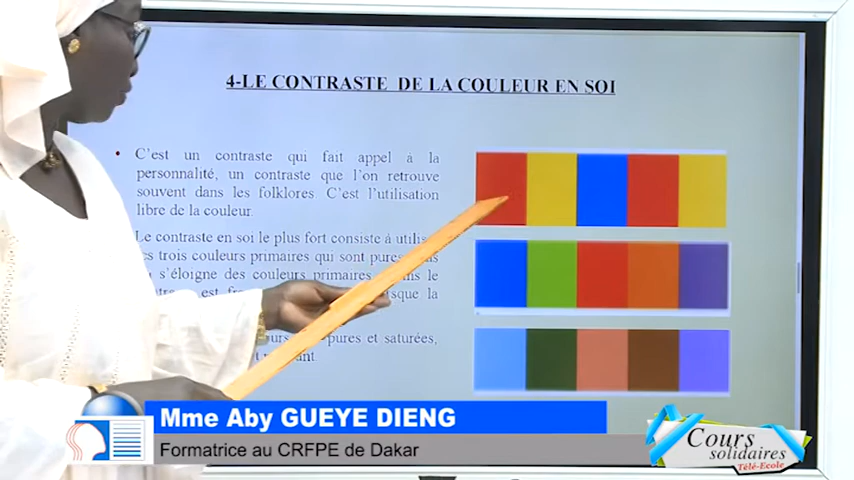 4-LE CONTRASTE DE LA COULEUR EN SOI
• C'est un contraste qui fait appel à la
personnalité, un contraste que l'on retrouve
souvent dans les folklores C'est l'utilisation
libre de la couleur.
Le contraste en soi le plus fort consiste à
trois couleurs primaires qui sont pures
s'éloigne des couleurs primaires le
est
la
pures et saturées,
et
Mme Aby GUEYE DIENG
Formatrice au CRFPE de Dakar
Cours
solidaires
Télé-Ecole